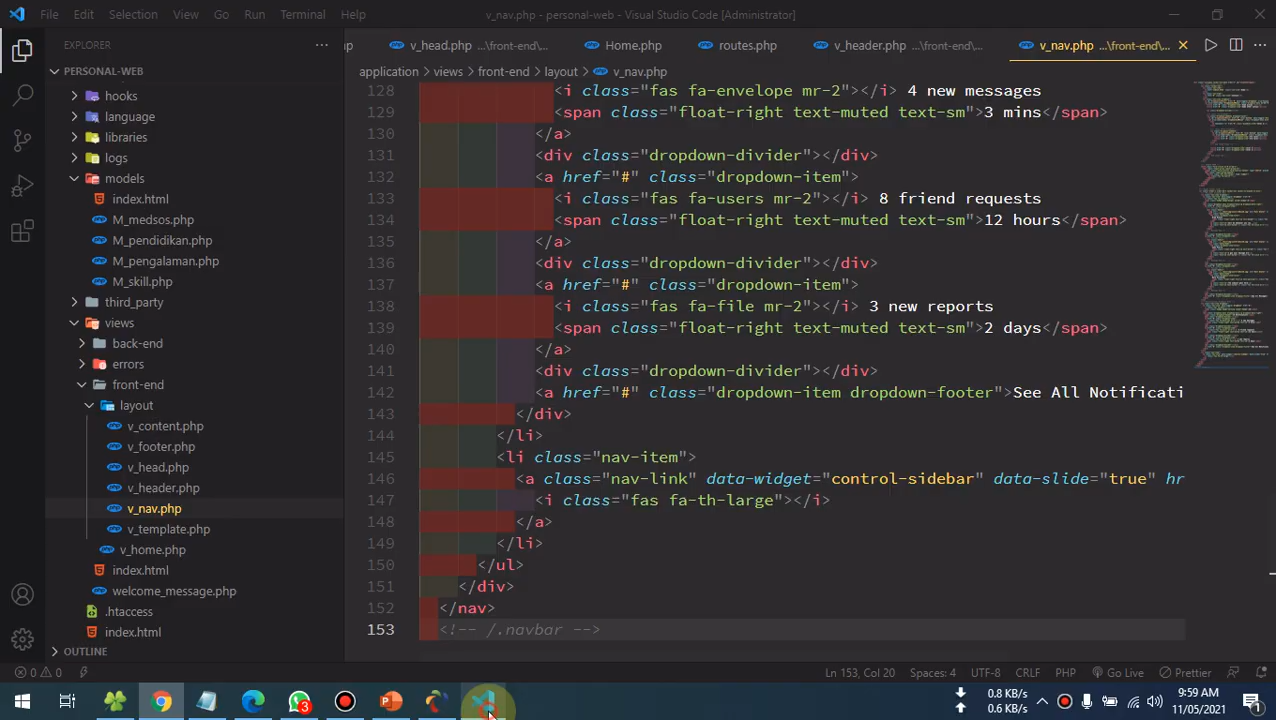 File Edit Selection View Go Run Terminal Help v_nav.php - personal-web - Visual Studio Code [Administrator]
EXPLORER
v_head.php ...\front-end\... Home.php routes.php v_header.php ...\front-end\... v_nav.php ...\front-end\...
PERSONAL-WEB
application > views > front-end > layout > v_nav.php
hooks
language
libraries
logs
models
index.html
M_medsos.php
M_pendidikan.php
M_pengalaman.php
M_skill.php
third_party
views
back-end
errors
front-end
layout
v_content.php
v_footer.php
v_head.php
v_header.php
v_nav.php
v_template.php
v_home.php
index.html
welcome_message.php
.htaccess
index.html
OUTLINE
128 <i class="fas fa-envelope mr-2"></i> 4 new messages
129 <span class="float-right text-muted text-sm">3 mins</span>
130 </a>
131 <div class="dropdown-divider"></div>
132 <a href="#" class="dropdown-item">
133 <i class="fas fa-users mr-2"></i> 8 friend requests
134 <span class="float-right text-muted text-sm">12 hours</span>
135 </a>
136 <div class="dropdown-divider"></div>
137 <a href="#" class="dropdown-item">
138 <i class="fas fa-file mr-2"></i> 3 new reports
139 <span class="float-right text-muted text-sm">2 days</span>
140 </a>
141 <div class="dropdown-divider"></div>
142 <a href="#" class="dropdown-item dropdown-footer">See All Notificati
143 </div>
144 </li>
145 <li class="nav-item">
146 <a class="nav-link" data-widget="control-sidebar" data-slide="true" hr
147 <i class="fas fa-th-large"></i>
148 </a>
149 </li>
150 </ul>
151 </div>
152 </nav>
153 <!-- /.navbar -->
0 0 Ln 153, Col 20 Spaces: 4 UTF-8 CRLF PHP Go Live Prettier
3 0.8 KB/s 9:59 AM
0.6 KB/s 11/05/2021 1